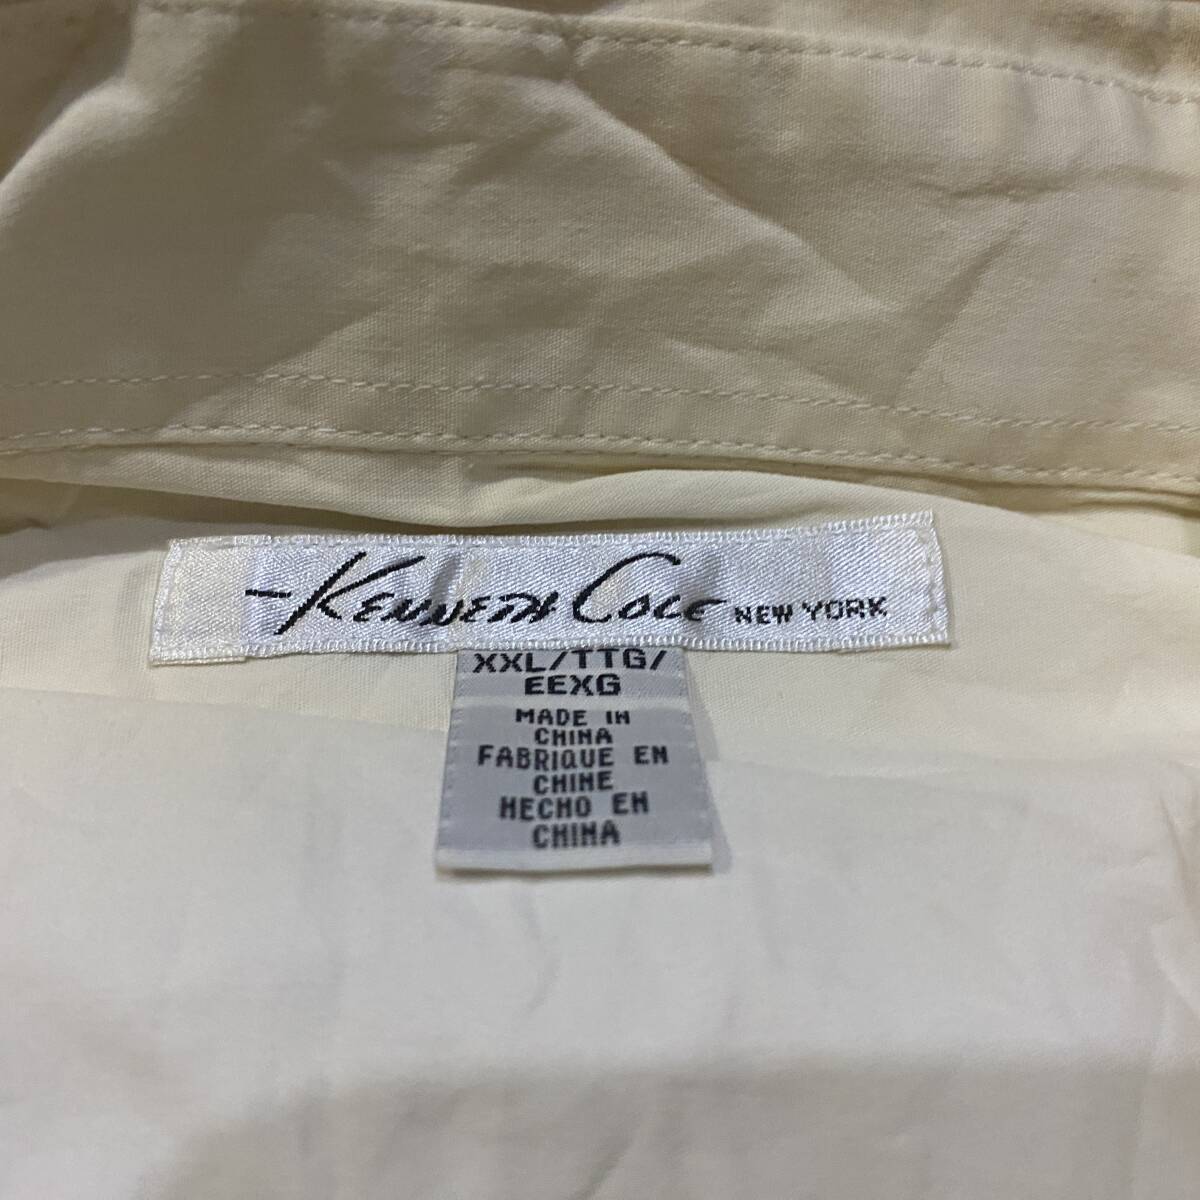 Kenneth Cole NEW YORK
XXL/TTG/
EEXG
MADE IN
CHINA
FABRIQUE EN
CHINE
HECHO EN
CHINA